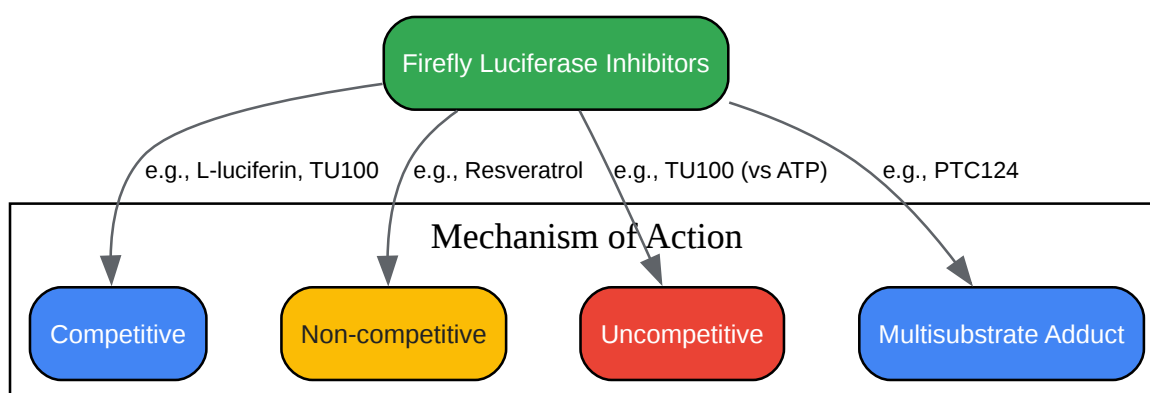 Firefly Luciferase Inhibitors
e.g., L-luciferin, TU100
e.g., Resveratrol
e.g., TU100 (vs ATP)
e.g., PTC124
Mechanism of Action
Competitive
Non-competitive
Uncompetitive
Multisubstrate Adduct